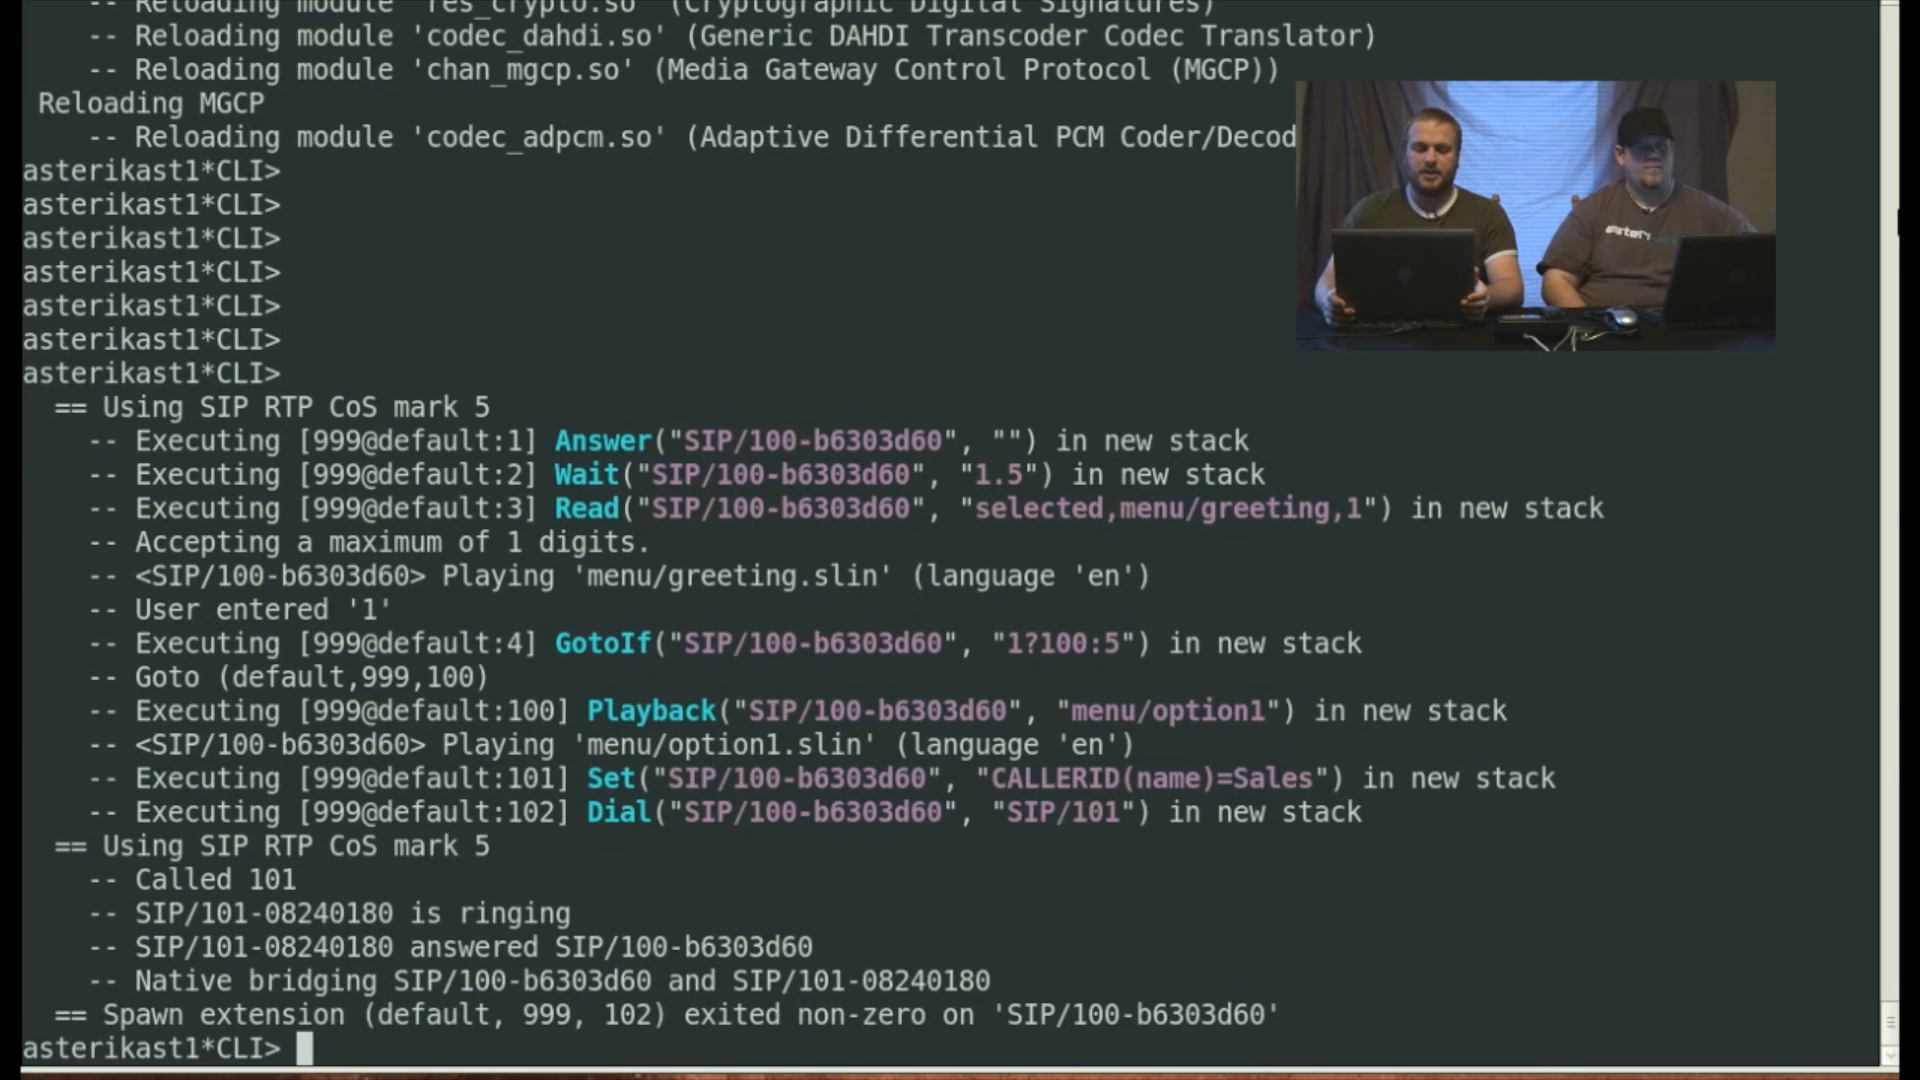 -- Reloading module 'res_crypto.so' (Cryptographic Digital Signatures)
-- Reloading module 'codec_dahdi.so' (Generic DAHDI Transcoder Codec Translator)
-- Reloading module 'chan_mgcp.so' (Media Gateway Control Protocol (MGCP))
Reloading MGCP
-- Reloading module 'codec_adpcm.so' (Adaptive Differential PCM Coder/Decod
asterikast1*CLI>
asterikast1*CLI>
asterikast1*CLI>
asterikast1*CLI>
asterikast1*CLI>
asterikast1*CLI>
asterikast1*CLI>
== Using SIP RTP CoS mark 5
-- Executing [999@default:1] Answer("SIP/100-b6303d60", "") in new stack
-- Executing [999@default:2] Wait("SIP/100-b6303d60", "1.5") in new stack
-- Executing [999@default:3] Read("SIP/100-b6303d60", "selected,menu/greeting,1") in new stack
-- Accepting a maximum of 1 digits.
-- <SIP/100-b6303d60> Playing 'menu/greeting.slin' (language 'en')
-- User entered '1'
-- Executing [999@default:4] GotoIf("SIP/100-b6303d60", "1?100:5") in new stack
-- Goto (default,999,100)
-- Executing [999@default:100] Playback("SIP/100-b6303d60", "menu/option1") in new stack
-- <SIP/100-b6303d60> Playing 'menu/option1.slin' (language 'en')
-- Executing [999@default:101] Set("SIP/100-b6303d60", "CALLERID(name)=Sales") in new stack
-- Executing [999@default:102] Dial("SIP/100-b6303d60", "SIP/101") in new stack
== Using SIP RTP CoS mark 5
-- Called 101
-- SIP/101-08240180 is ringing
-- SIP/101-08240180 answered SIP/100-b6303d60
-- Native bridging SIP/100-b6303d60 and SIP/101-08240180
== Spawn extension (default, 999, 102) exited non-zero on 'SIP/100-b6303d60'
asterikast1*CLI>